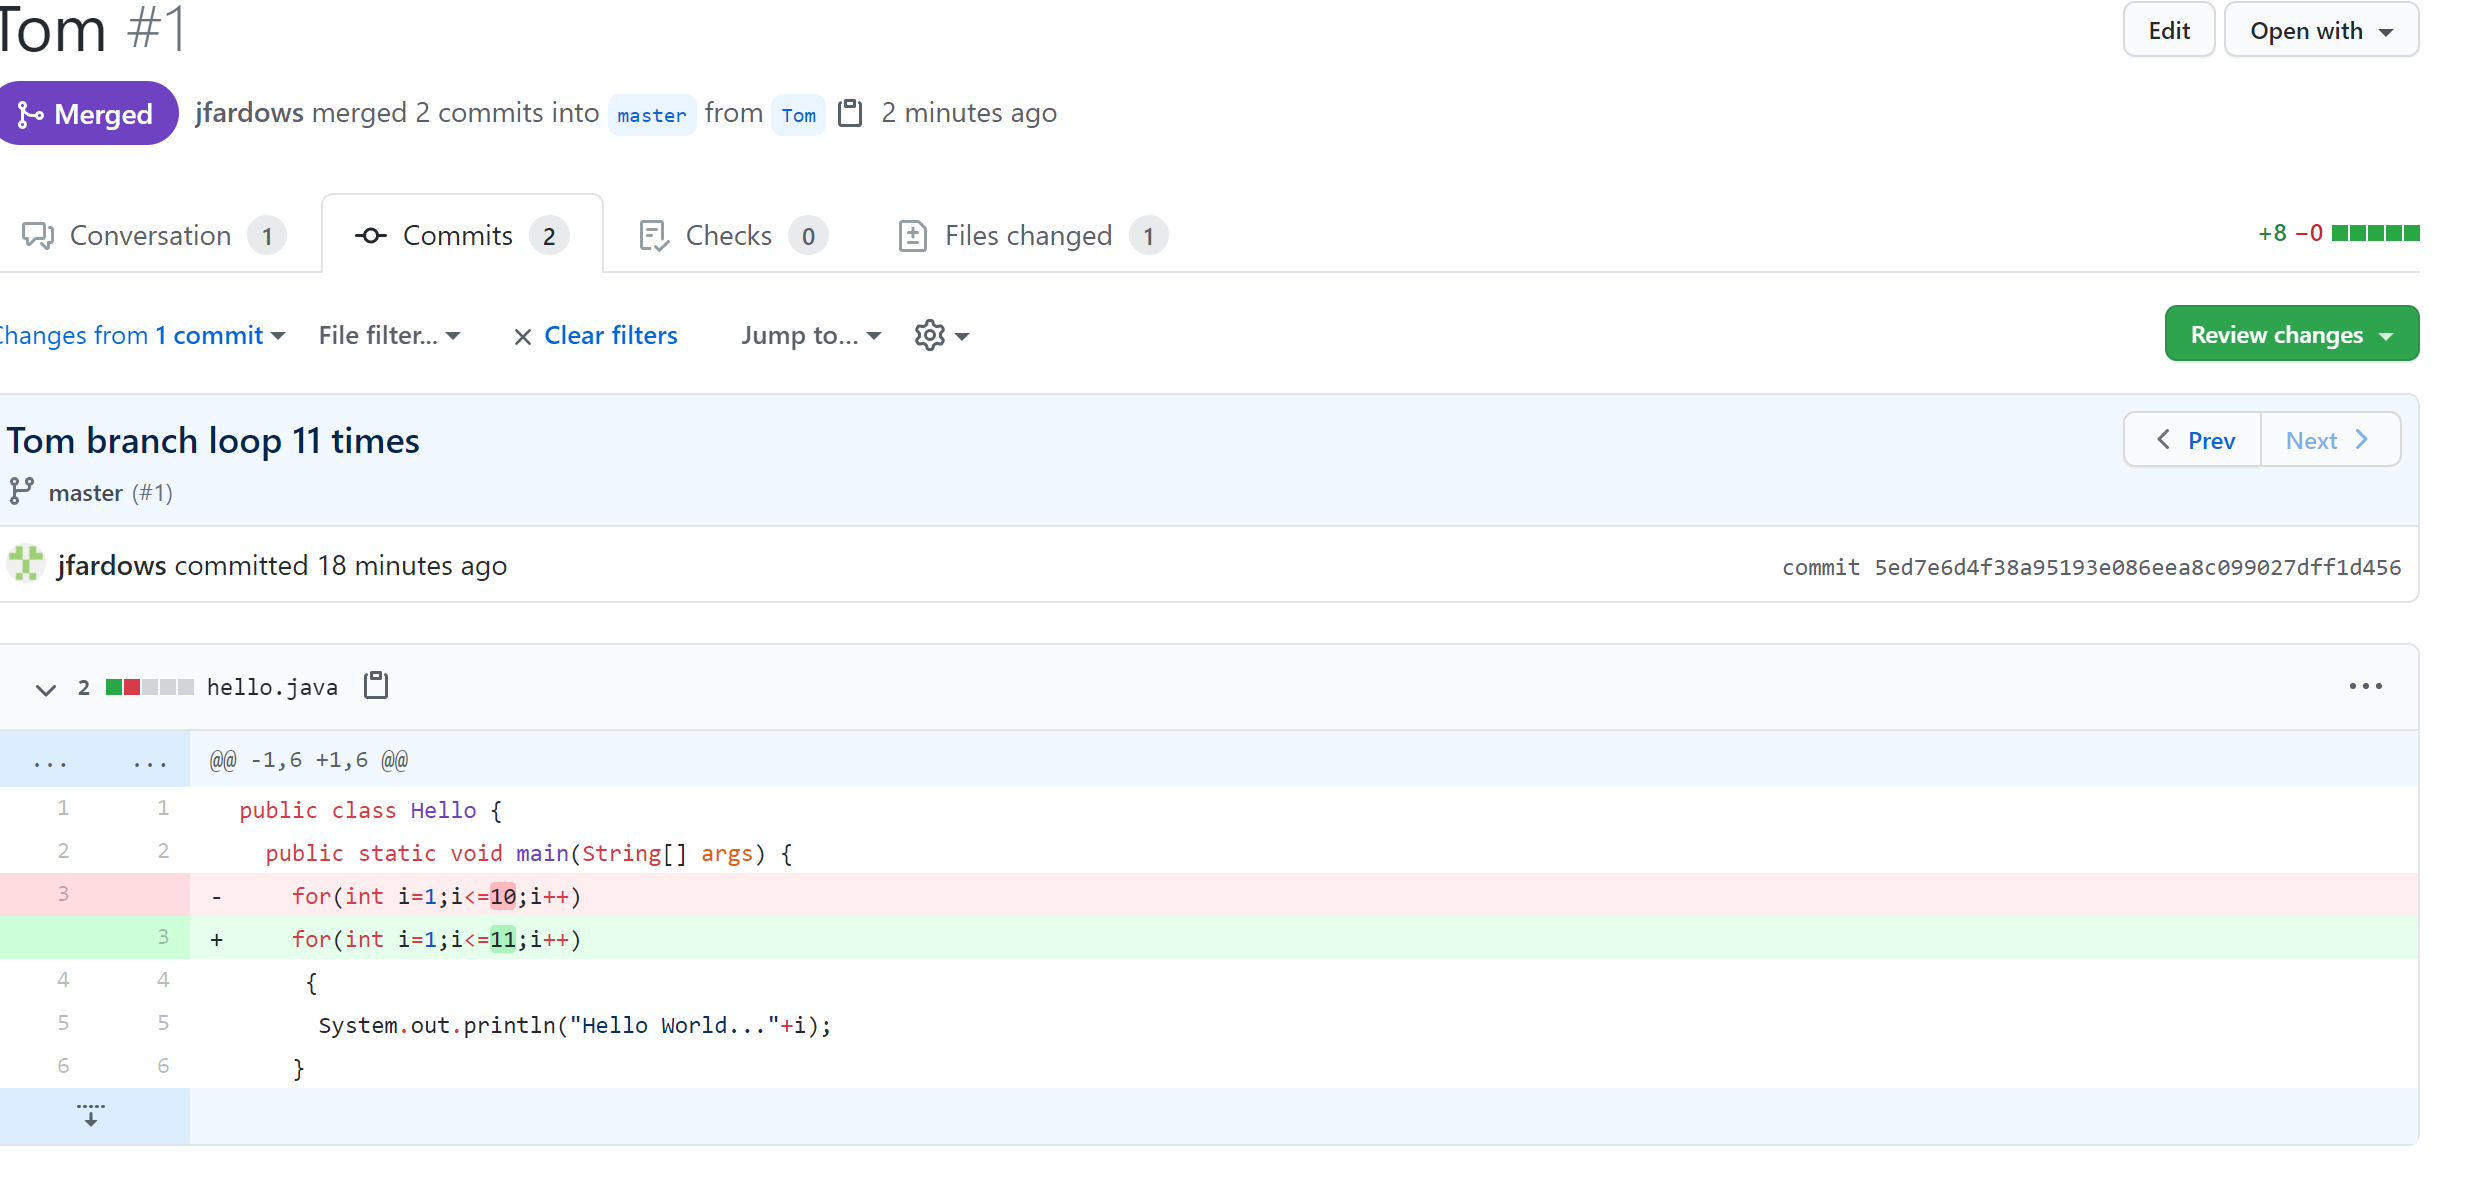 Tom #1
Edit
Open with
Merged
jfardows merged 2 commits into master from Tom 2 minutes ago
Conversation 1
Commits 2
Checks 0
Files changed 1
+8 −0
Changes from 1 commit
File filter...
Clear filters
Jump to...
Review changes
Tom branch loop 11 times
Prev
Next
master (#1)
jfardows committed 18 minutes ago
commit 5ed7e6d4f38a95193e086eea8c099027dff1d456
2 hello.java
... ... @@ -1,6 +1,6 @@
1 1 public class Hello {
2 2 public static void main(String[] args) {
3 - for(int i=1;i<=10;i++)
3 + for(int i=1;i<=11;i++)
4 4 {
5 5 System.out.println("Hello World..."+i);
6 6 }